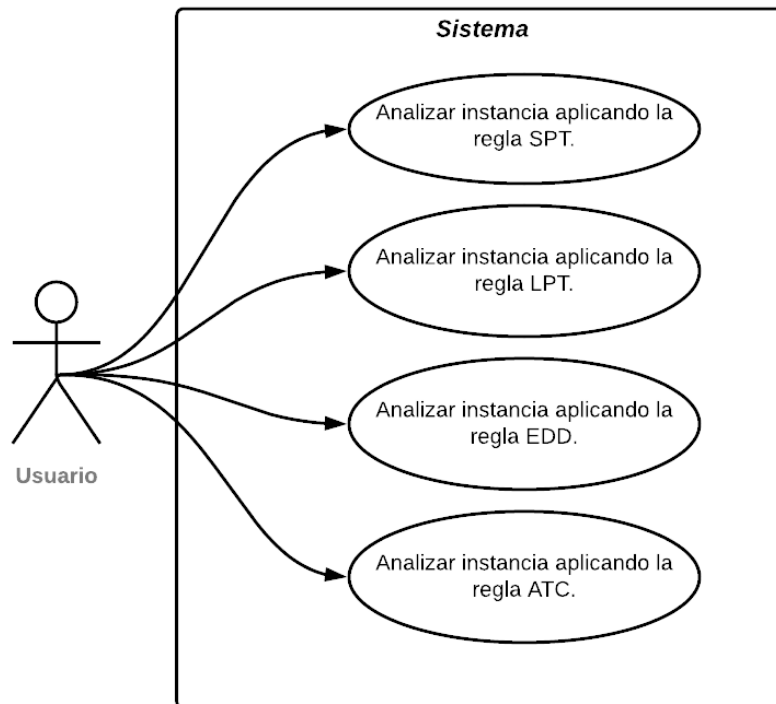 Sistema
Analizar instancia aplicando la
regla SPT.
Analizar instancia aplicando la
regla LPT.
Analizar instancia aplicando la
regla EDD.
Usuario
Analizar instancia aplicando la
regla ATC.